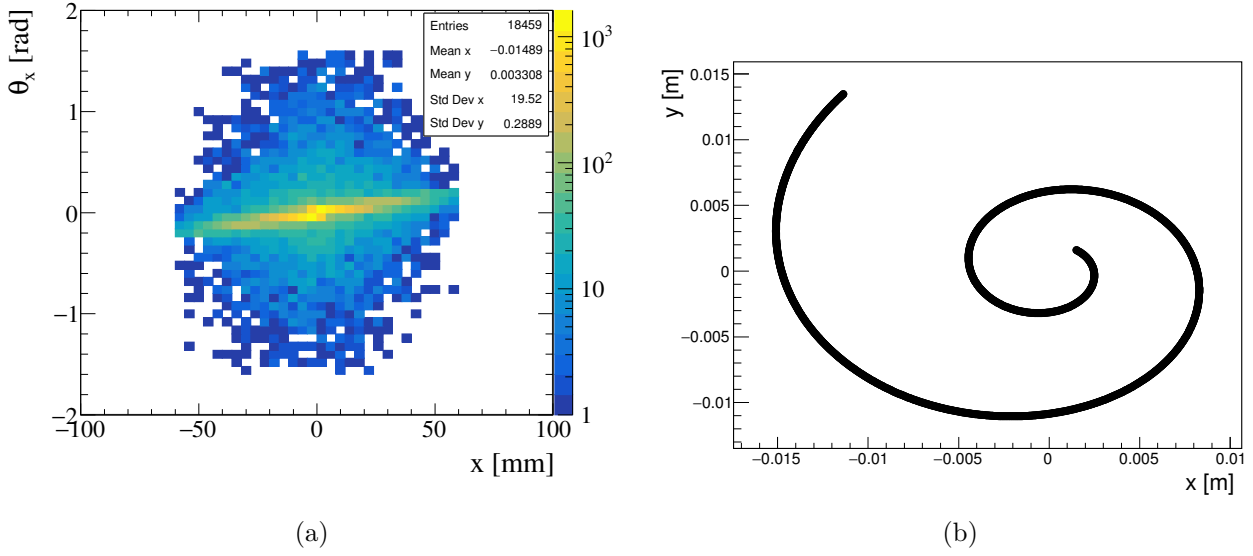 θx [rad]
2
1
0
−1
−2
Entries 18459
Mean x −0.01489
Mean y 0.003308
Std Dev x 19.52
Std Dev y 0.2889
10³
10²
10
1
−100 −50 0 50 100
x [mm]
(a)
y [m]
0.015
0.01
0.005
0
−0.005
−0.01
−0.015 −0.01 −0.005 0 0.005 0.01
x [m]
(b)